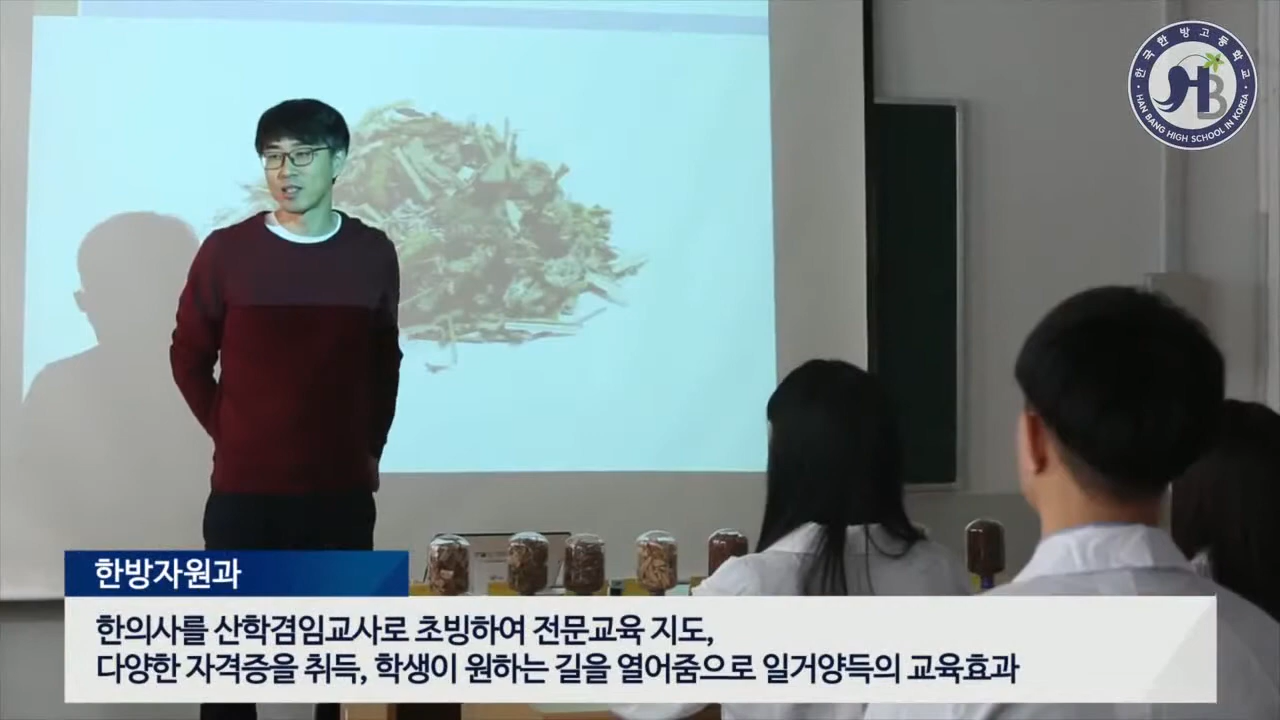 한국한방고등학교
HB
HAN BANG HIGH SCHOOL IN KOREA
한방자원과
한의사를 산학겸임교사로 초빙하여 전문교육 지도,
다양한 자격증을 취득, 학생이 원하는 길을 열어줌으로 일거양득의 교육효과